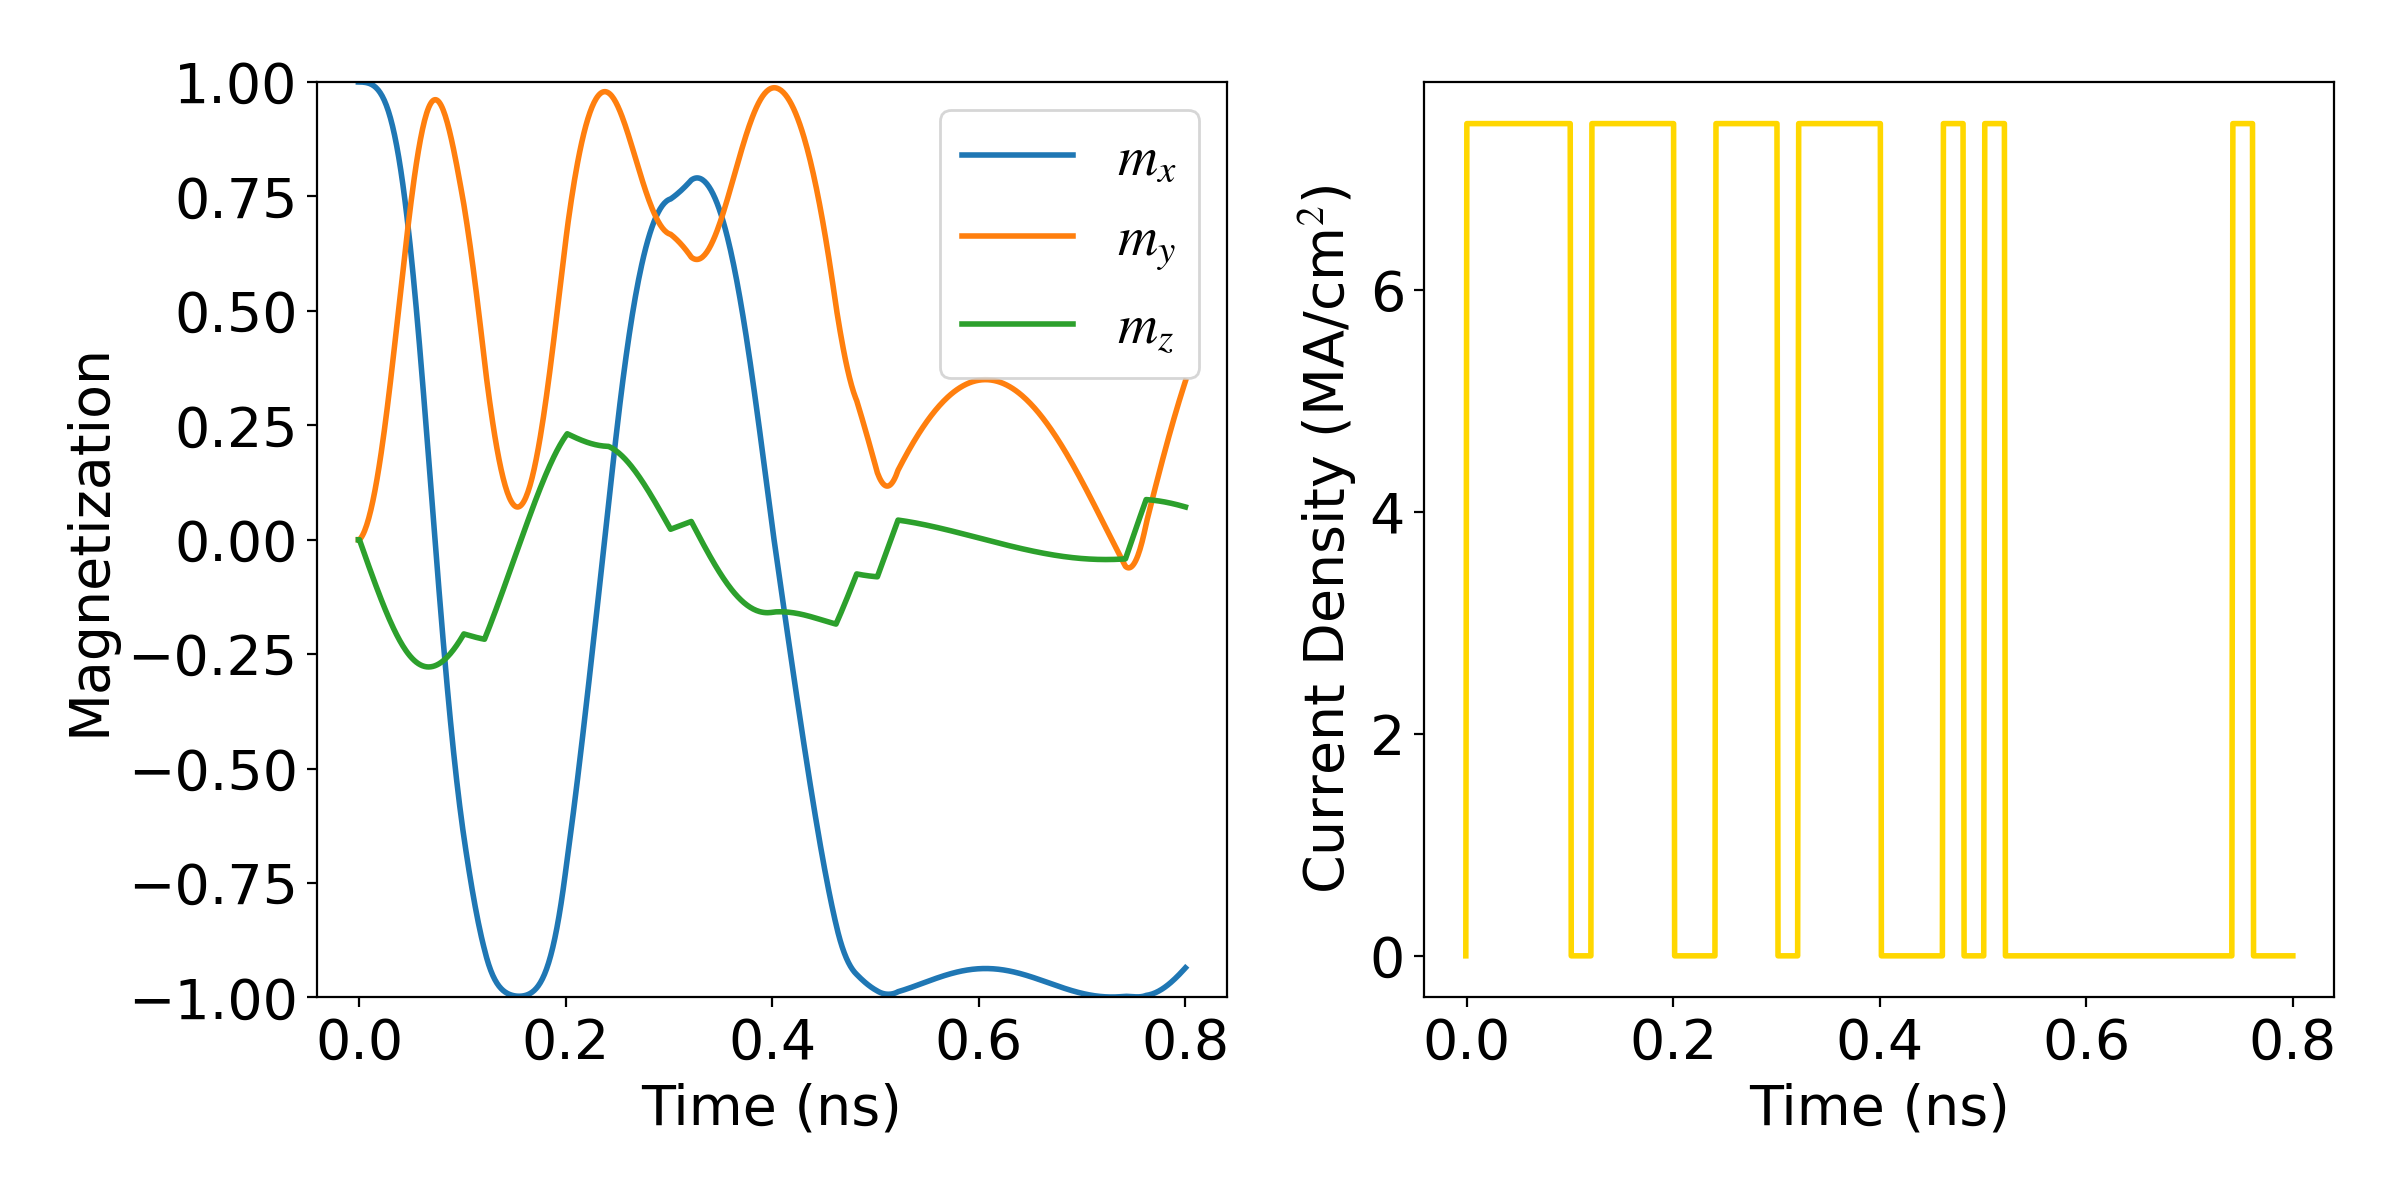 1.00
0.75
0.50
0.25
0.00
−0.25
−0.50
−0.75
−1.00
Magnetization
0.0 0.2 0.4 0.6 0.8
Time (ns)
m_x
m_y
m_z
6
4
2
0
Current Density (MA/cm²)
0.0 0.2 0.4 0.6 0.8
Time (ns)